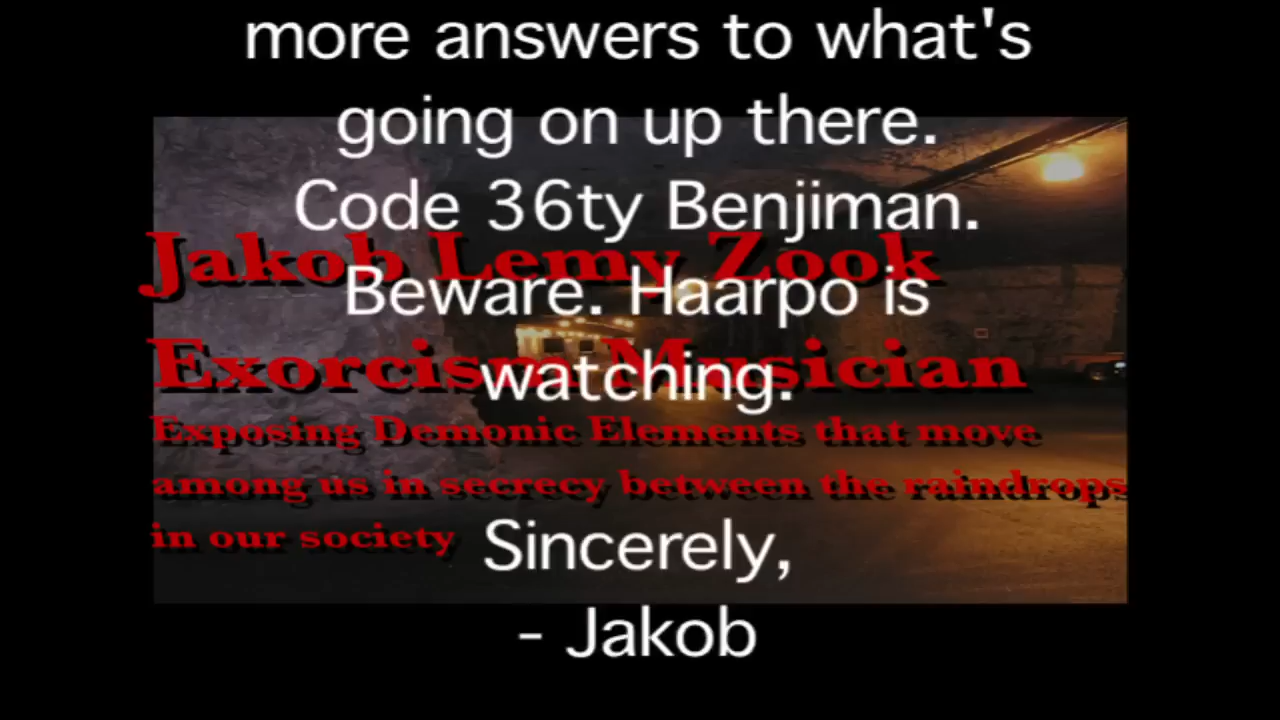 more answers to what's
going on up there.
Code 36ty Benjiman.
Jakob Lemy Zook
Beware. Haarpo is
Exorcism Musician
watching.
Exposing Demonic Elements that move
among us in secrecy between the raindrops
in our society
Sincerely,
- Jakob